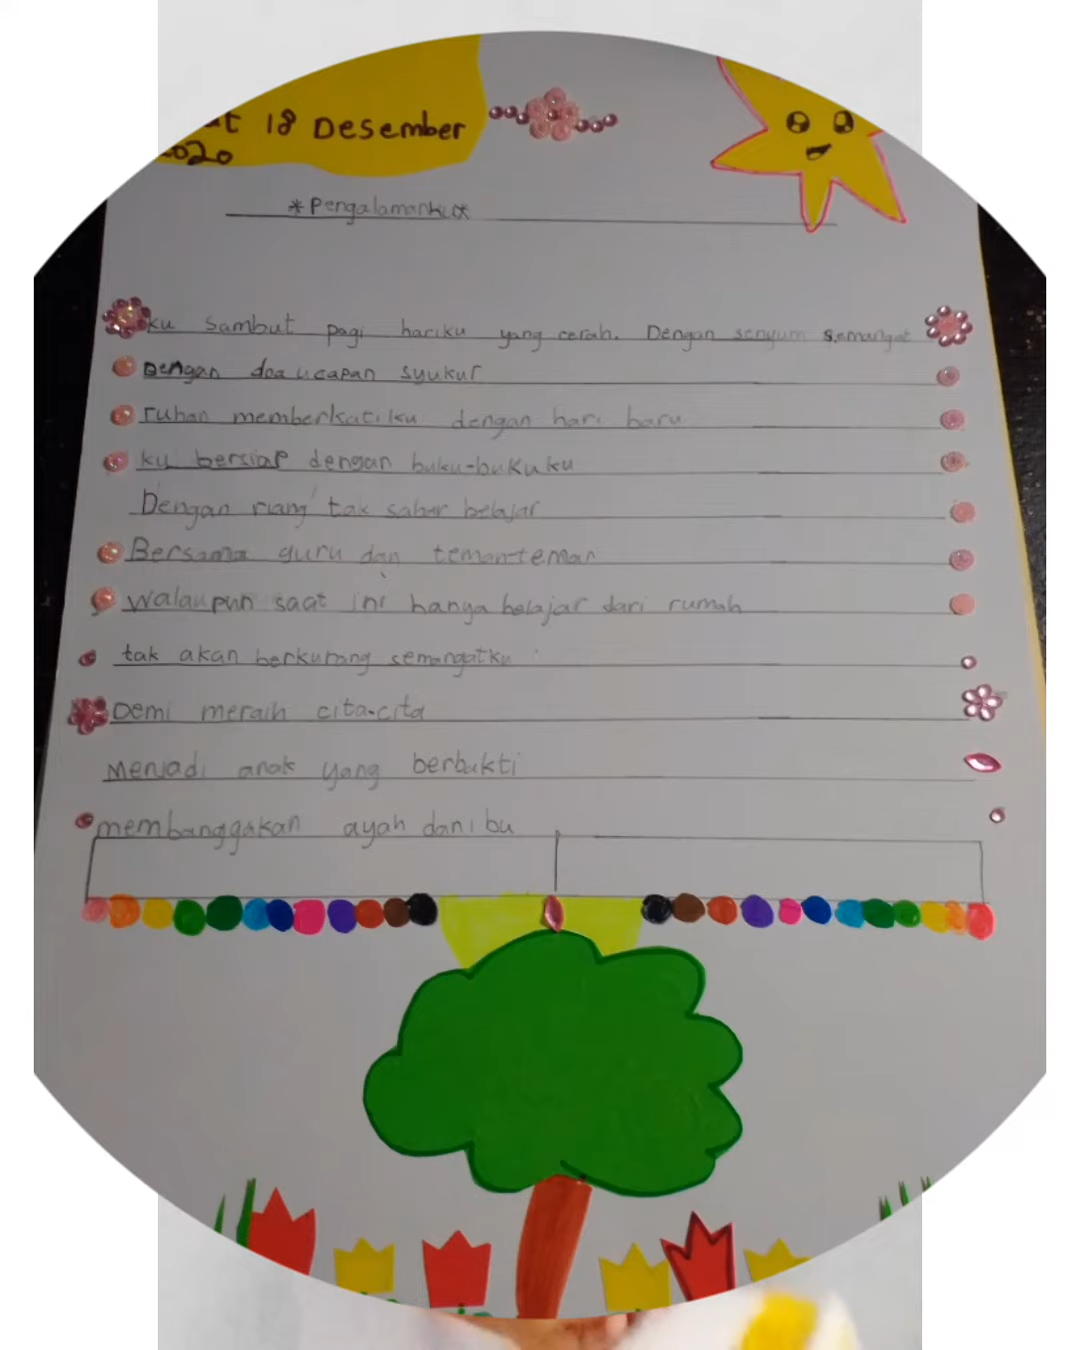 18 Desember
2020
*Pengalamanku*
ku sambut pagi hariku yang cerah. Dengan senyum semangat
Dengan doa ucapan syukur
Tuhan memberkatiku dengan hari baru
ku bersiap dengan buku-bukuku
Dengan riang tak sabar belajar
Bersama guru dan teman-teman
walaupun saat ini hanya belajar dari rumah
tak akan berkurang semangatku
Demi meraih cita-cita
Menjadi anak yang berbukti
membanggakan ayah dan ibu